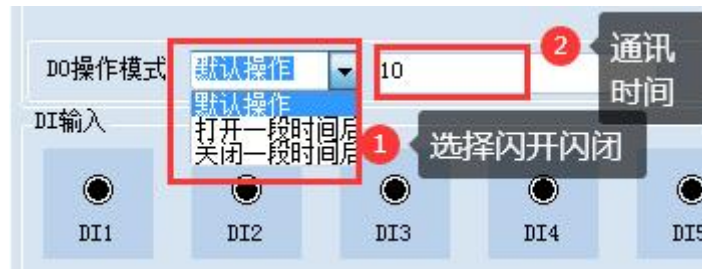 DO操作模式
默认操作
10
2
通讯
时间
默认操作
打开一段时间后
关闭一段时间后
1
选择闪开闪闭
DI输入
DI1
DI2
DI3
DI4
DI5